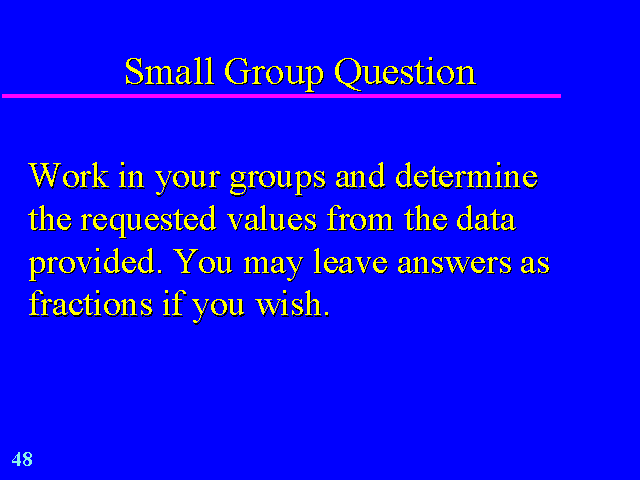 Small Group Question
Work in your groups and determine
the requested values from the data
provided. You may leave answers as
fractions if you wish.
48